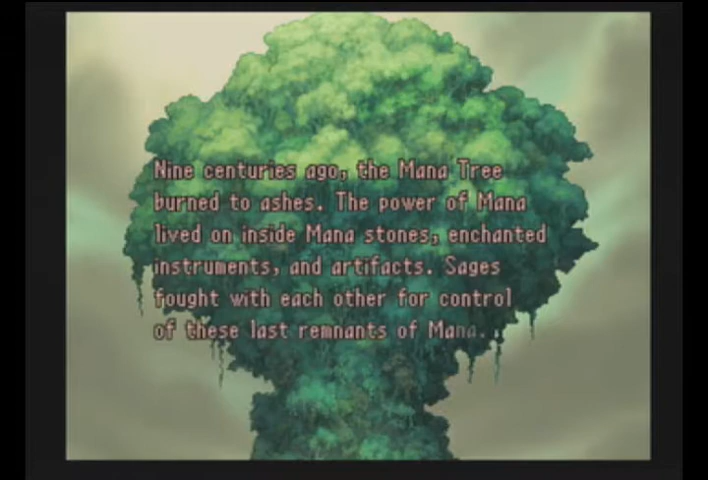 Nine centuries ago, the Mana Tree
burned to ashes. The power of Mana
lived on inside Mana stones, enchanted
instruments, and artifacts. Sages
fought with each other for control
of these last remnants of Mana.